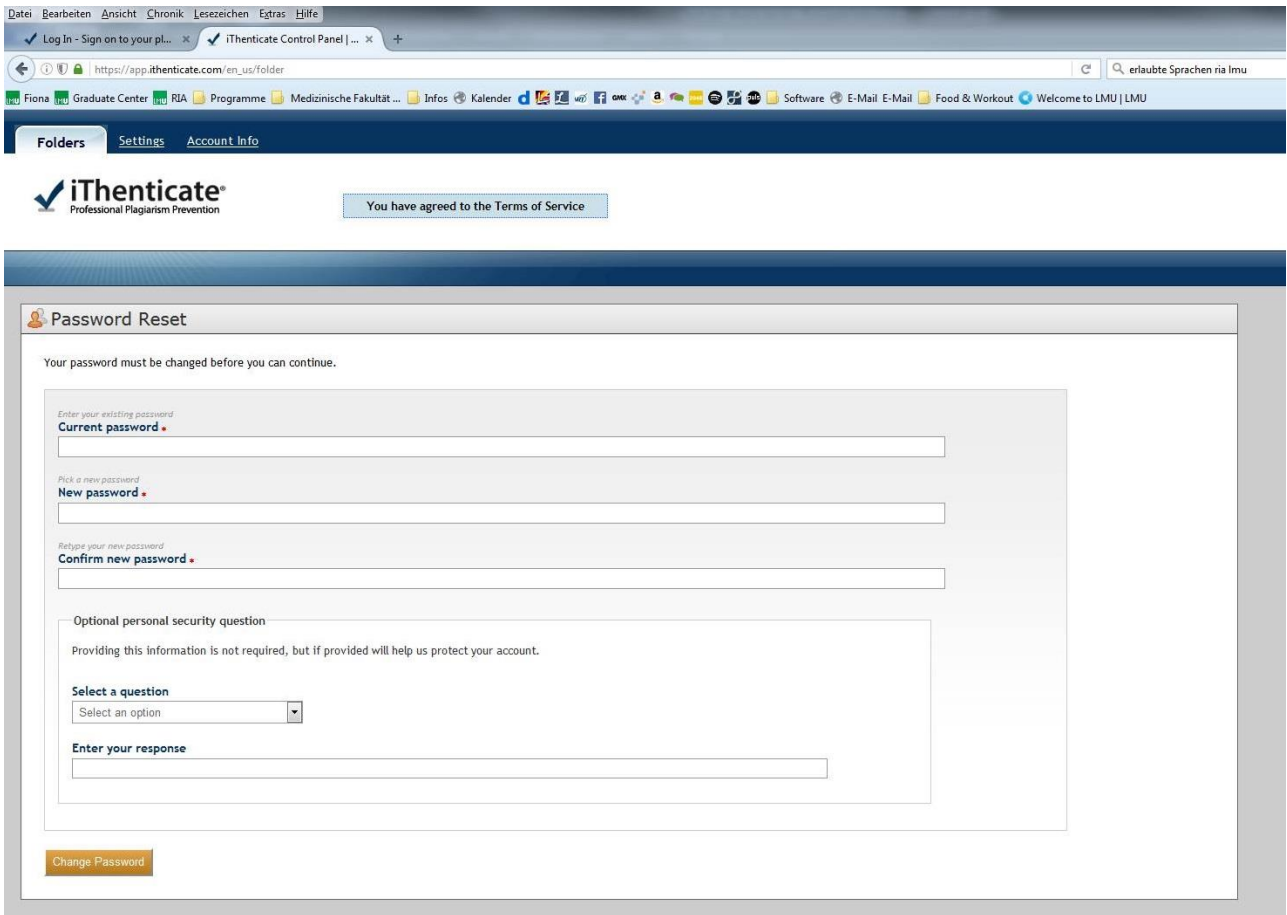 Datei Bearbeiten Ansicht Chronik Lesezeichen Extras Hilfe
Log In - Sign on to your pl... × iThenticate Control Panel | ... × +
https://app.ithenticate.com/en_us/folder erlaubte Sprachen ria lmu
Fiona Graduate Center RIA Programme Medizinische Fakultät ... Infos Kalender GMX puls Software E-Mail E-Mail Food & Workout Welcome to LMU | LMU
Folders Settings Account Info
iThenticate®
Professional Plagiarism Prevention
You have agreed to the Terms of Service
Password Reset
Your password must be changed before you can continue.
Enter your existing password
Current password
Pick a new password
New password
Retype your new password
Confirm new password
Optional personal security question
Providing this information is not required, but if provided will help us protect your account.
Select a question
Select an option
Enter your response
Change Password